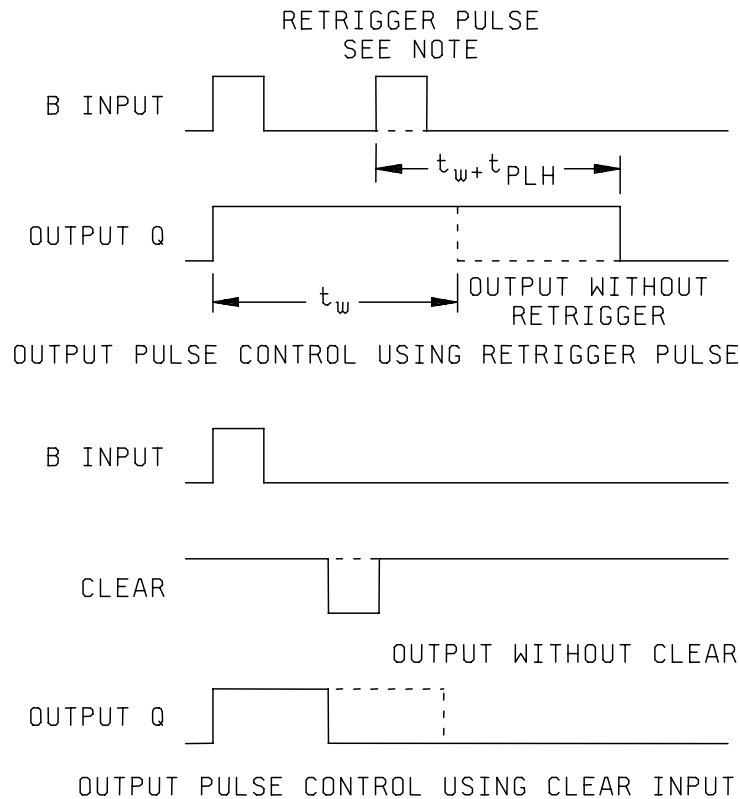 RETRIGGER PULSE
SEE NOTE
B INPUT
tw+ tPLH
OUTPUT Q
tw
OUTPUT WITHOUT
RETRIGGER
OUTPUT PULSE CONTROL USING RETRIGGER PULSE
B INPUT
CLEAR
OUTPUT WITHOUT CLEAR
OUTPUT Q
OUTPUT PULSE CONTROL USING CLEAR INPUT